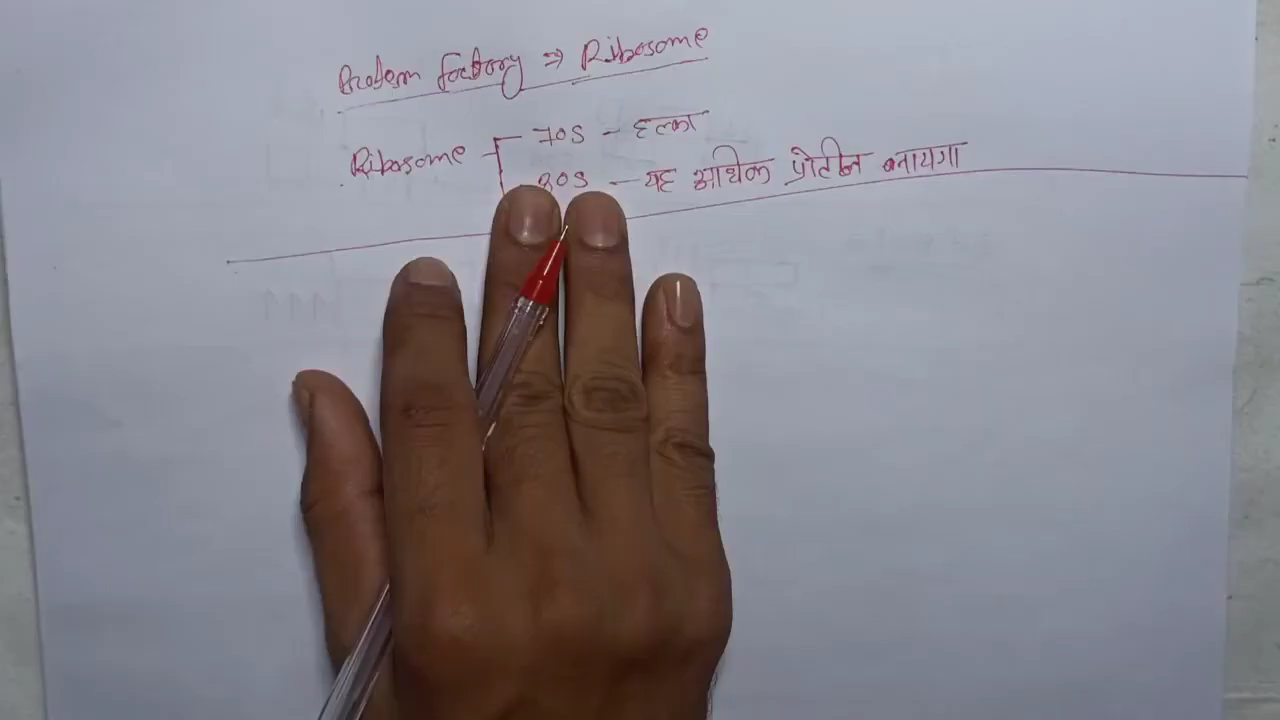 Protein factory ⇒ Ribosome
Ribosome
70S - हल्का
80S - यह अधिक प्रोटीन बनायगा